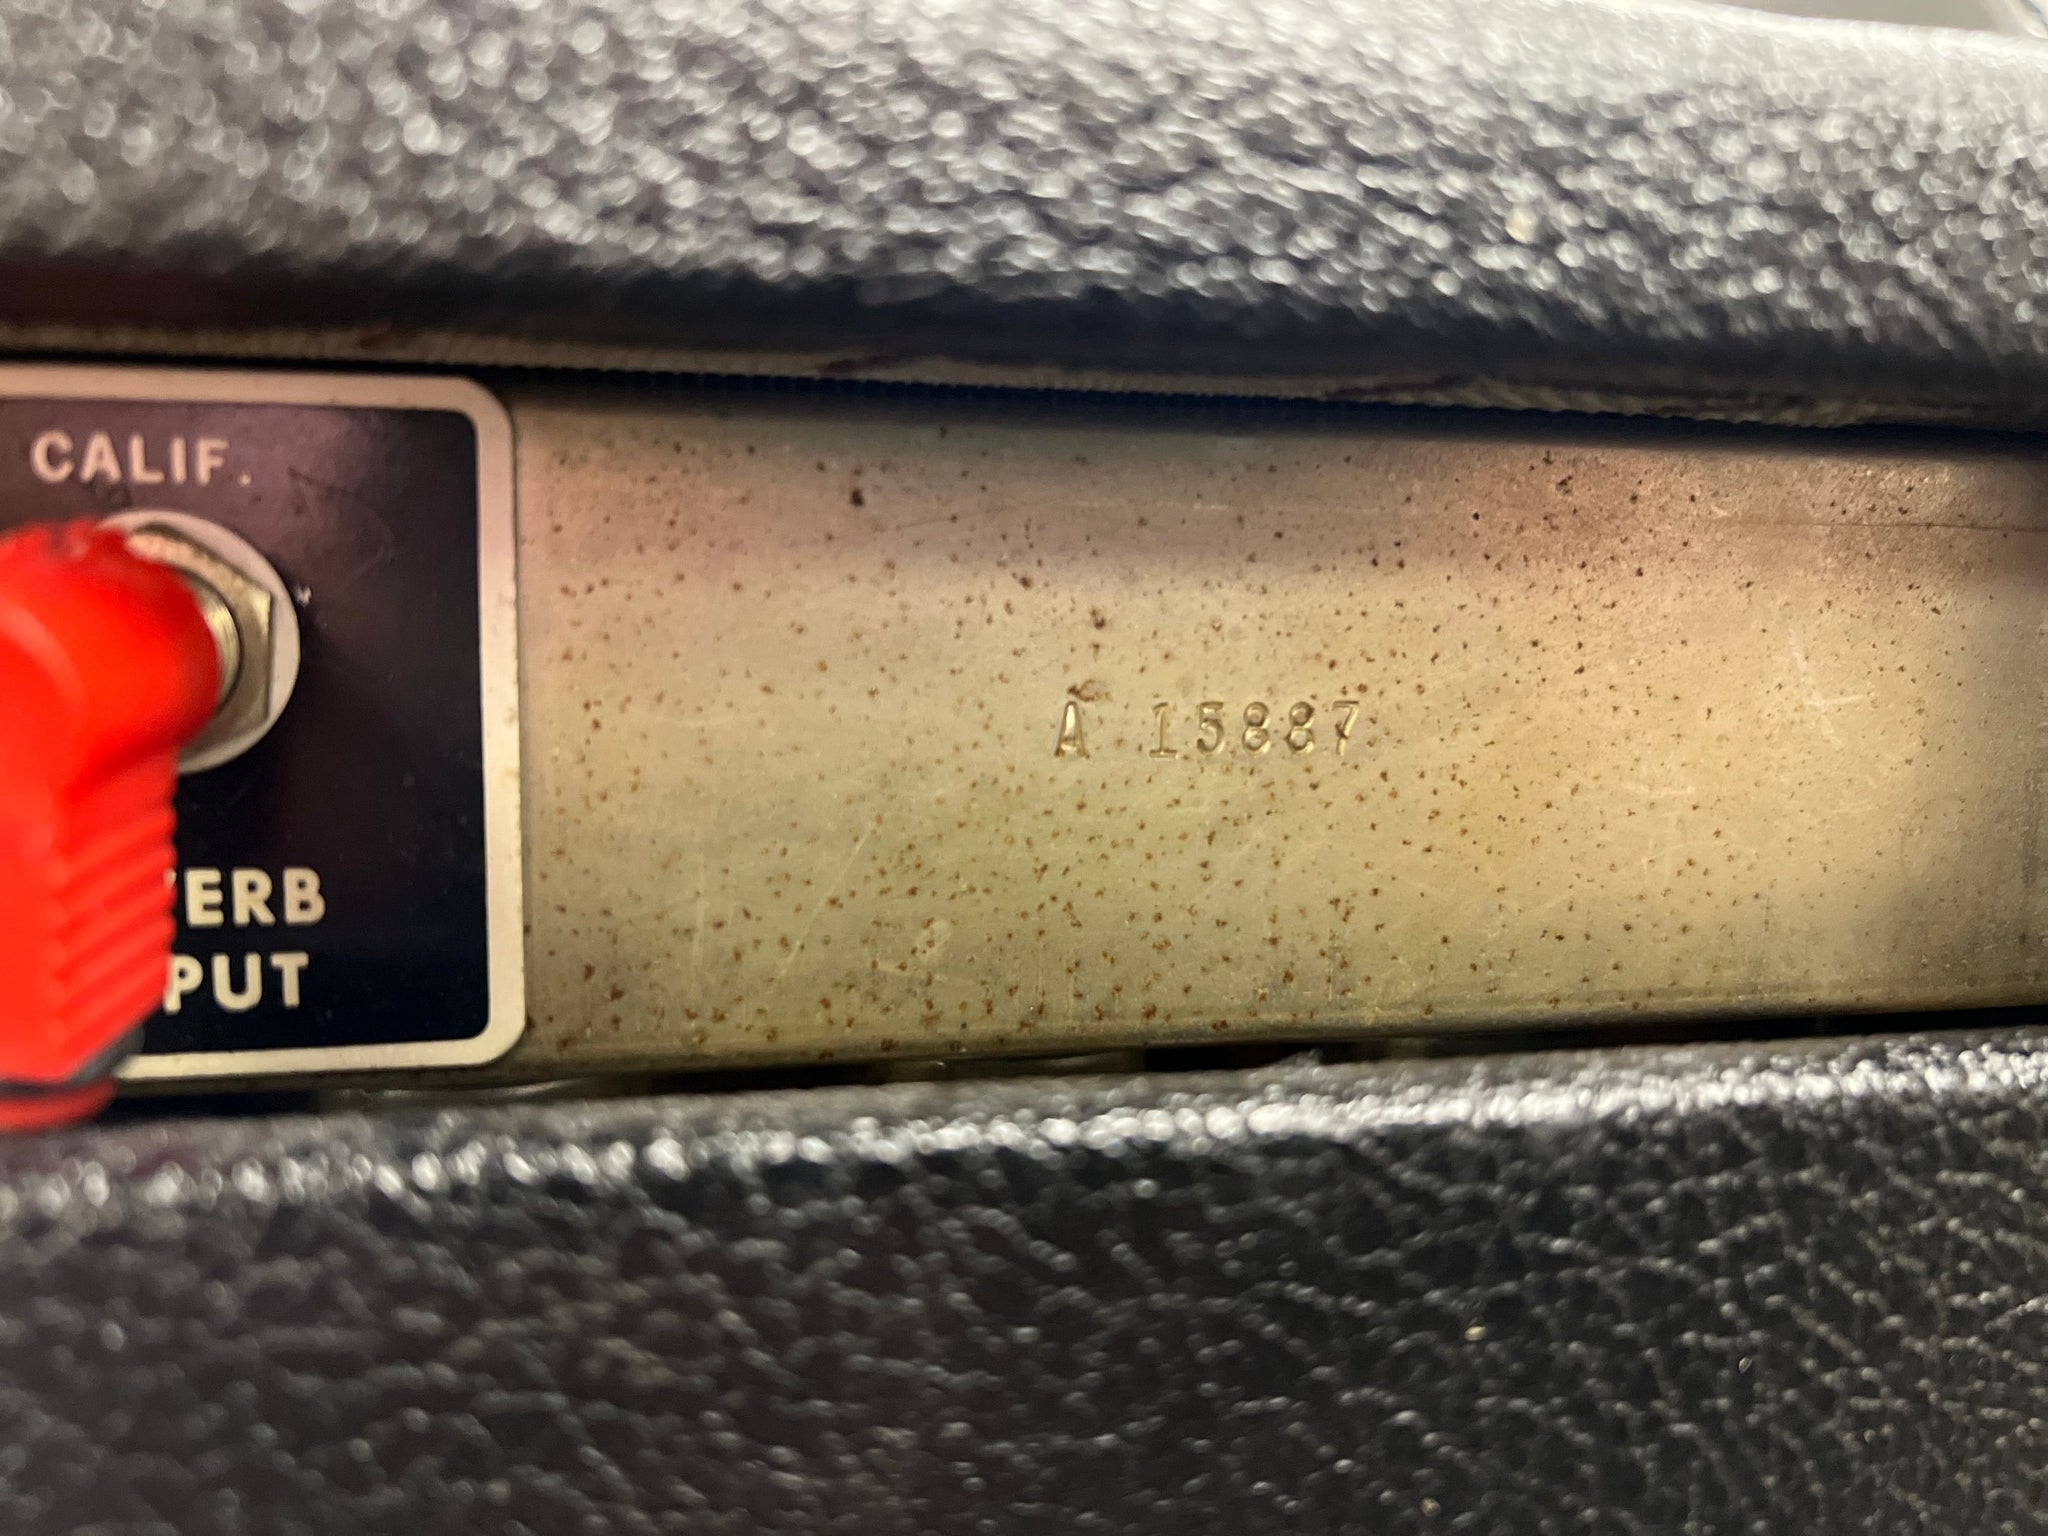 CALIF.
A 15887
ERB
PUT